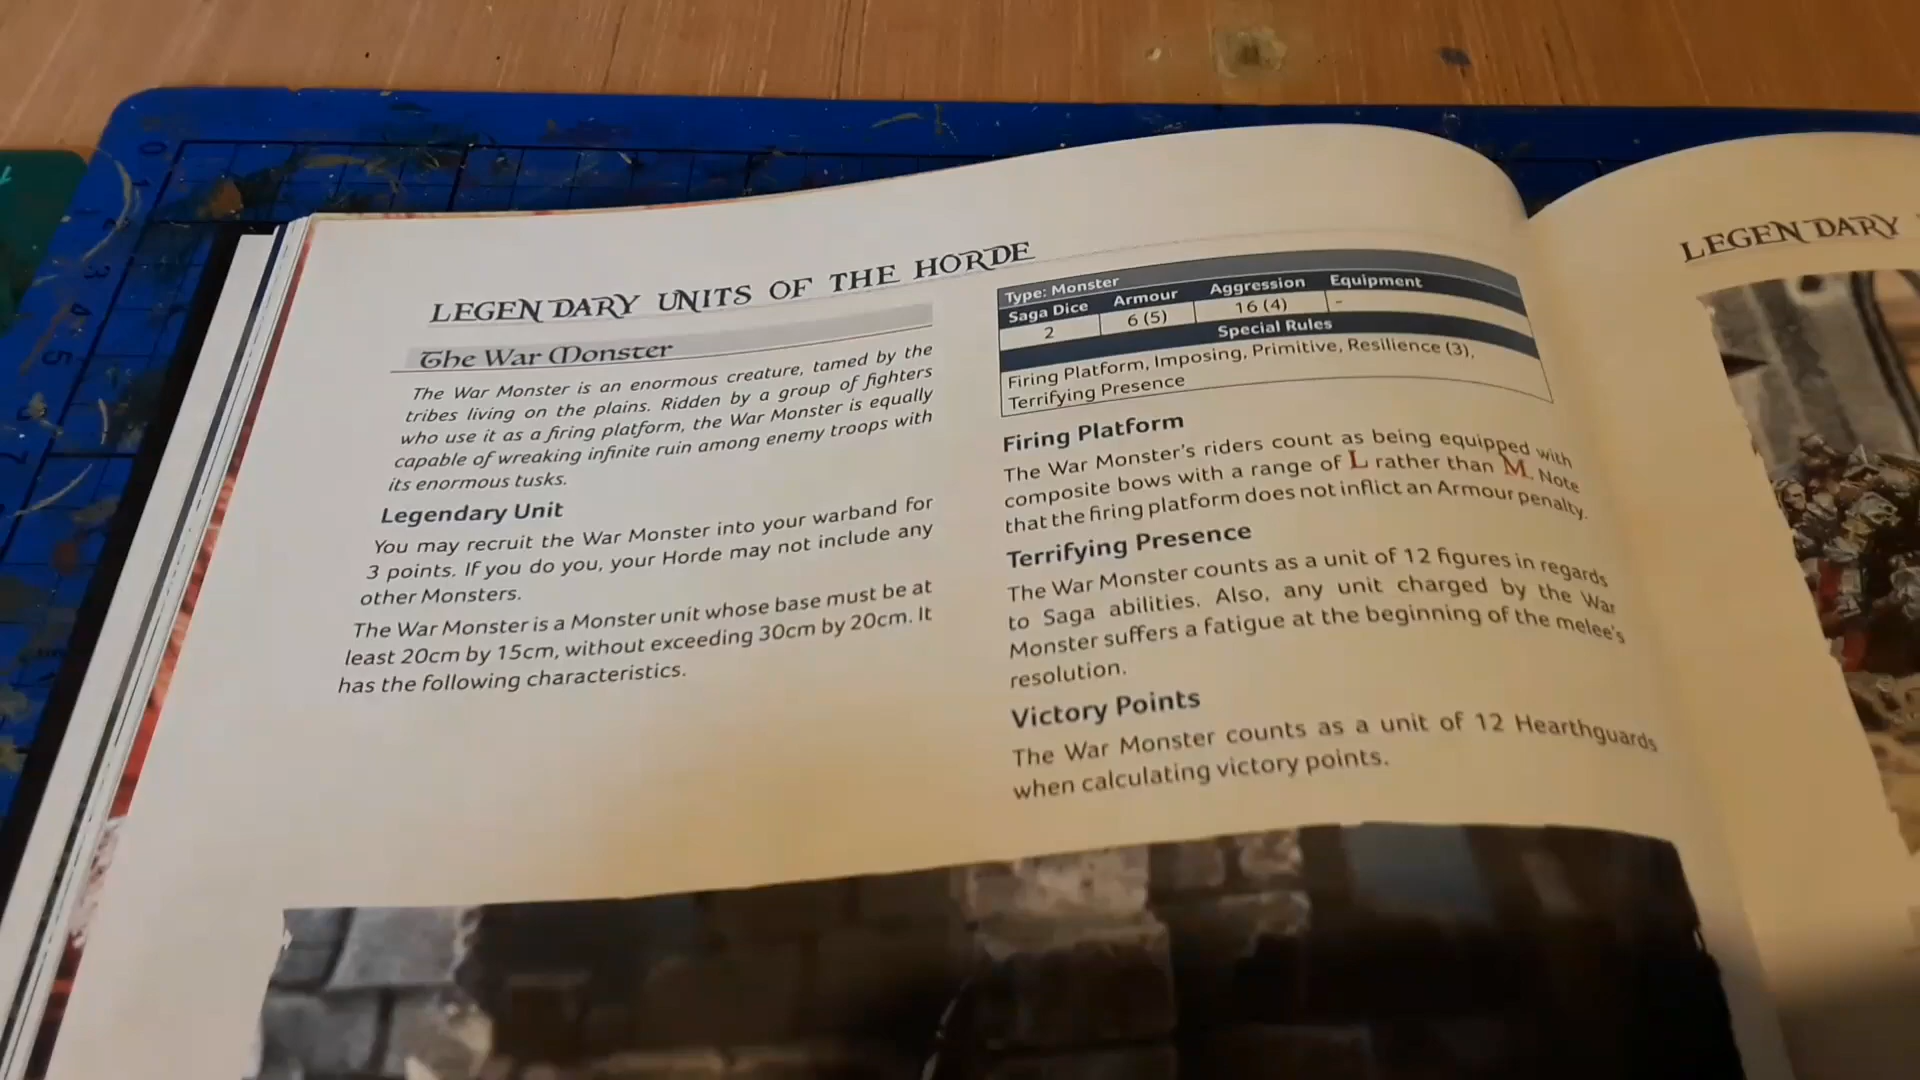 LEGENDARY UNITS OF THE HORDE
The War Monster
The War Monster is an enormous creature, tamed by the
tribes living on the plains. Ridden by a group of fighters
who use it as a firing platform, the War Monster is equally
capable of wreaking infinite ruin among enemy troops with
its enormous tusks.
Legendary Unit
You may recruit the War Monster into your warband for
3 points. If you do you, your Horde may not include any
other Monsters.
The War Monster is a Monster unit whose base must be at
least 20cm by 15cm, without exceeding 30cm by 20cm. It
has the following characteristics.
Type: Monster
Saga Dice Armour Aggression Equipment
2 6 (5) 16 (4) -
Special Rules
Firing Platform, Imposing, Primitive, Resilience (3),
Terrifying Presence
Firing Platform
The War Monster's riders count as being equipped with
composite bows with a range of L rather than M. Note
that the firing platform does not inflict an Armour penalty.
Terrifying Presence
The War Monster counts as a unit of 12 figures in regards
to Saga abilities. Also, any unit charged by the War
Monster suffers a fatigue at the beginning of the melee's
resolution.
Victory Points
The War Monster counts as a unit of 12 Hearthguards
when calculating victory points.
LEGENDARY